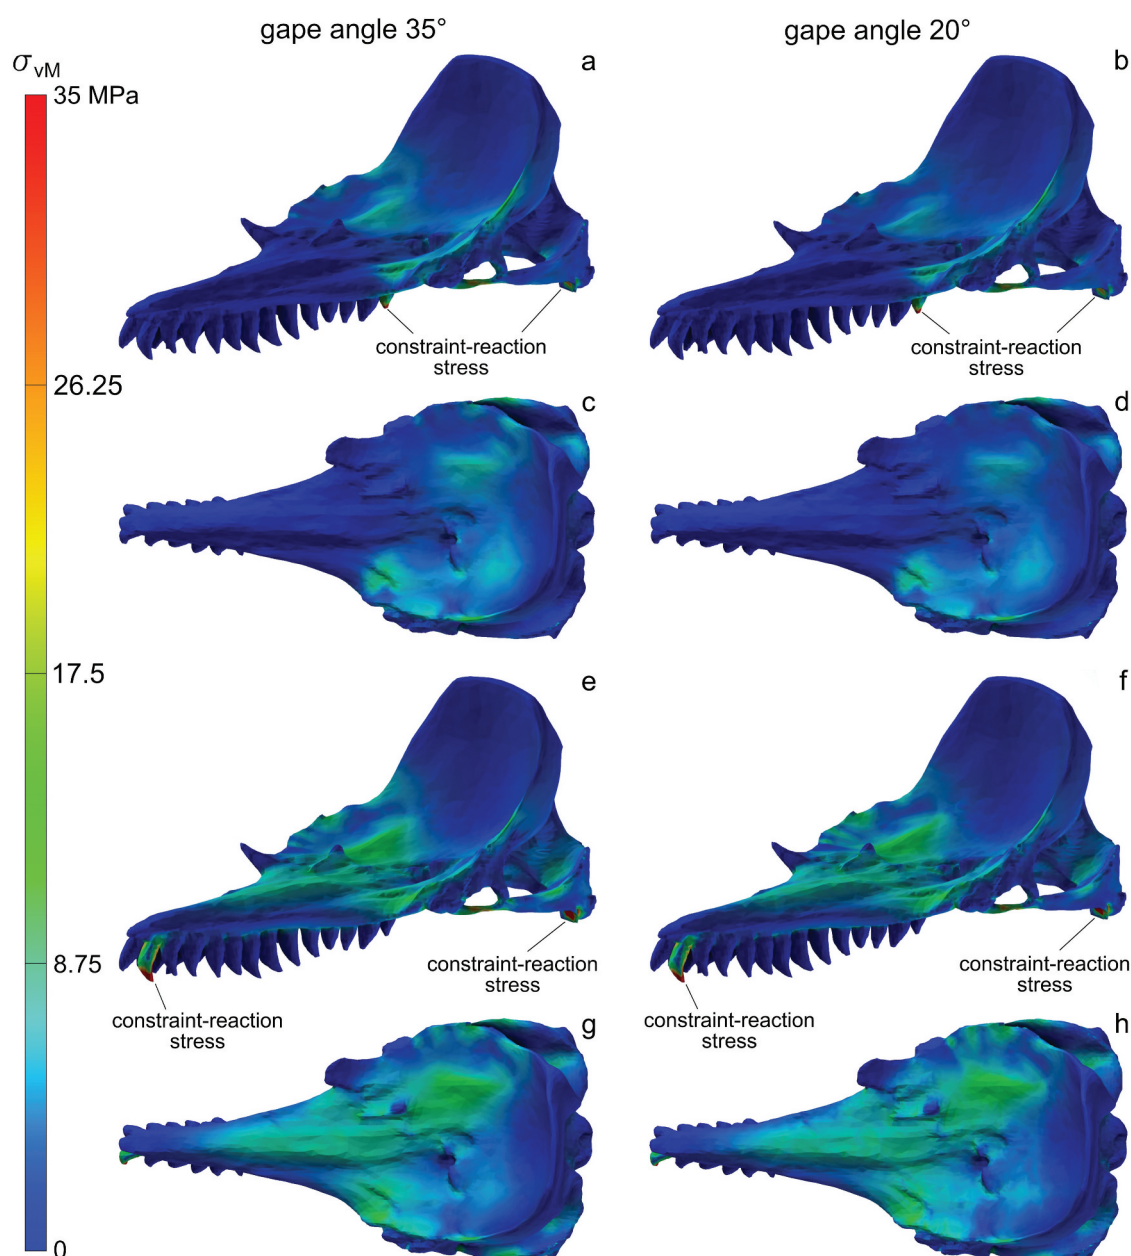 gape angle 35°
gape angle 20°
σvM
35 MPa
a
b
constraint-reaction
stress
constraint-reaction
stress
26.25
c
d
17.5
e
f
8.75
constraint-reaction
stress
constraint-reaction
stress
constraint-reaction
stress
constraint-reaction
stress
g
h
0